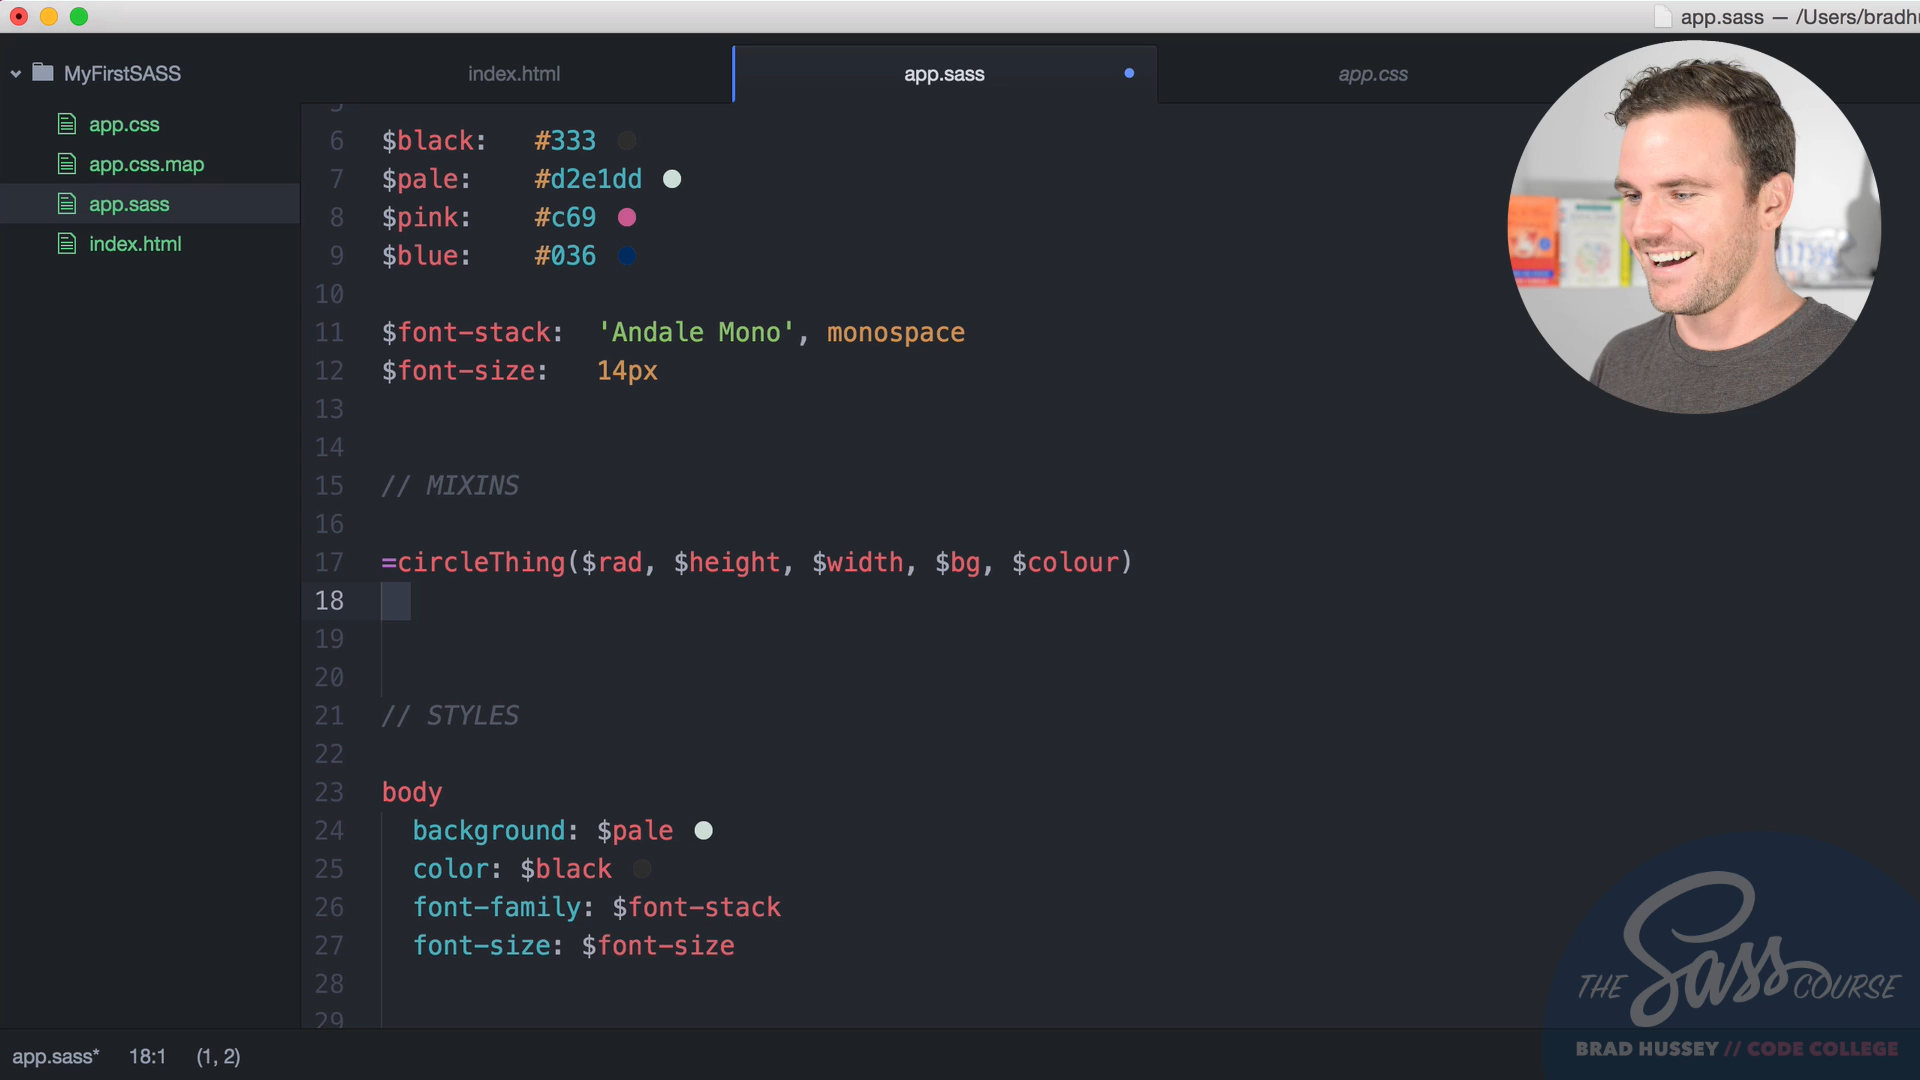 app.sass — /Users/bradhu
MyFirstSASS
index.html
app.sass
app.css
app.css
app.css.map
app.sass
index.html
5
6 $black: #333
7 $pale: #d2e1dd
8 $pink: #c69
9 $blue: #036
10
11 $font-stack: 'Andale Mono', monospace
12 $font-size: 14px
13
14
15 // MIXINS
16
17 =circleThing($rad, $height, $width, $bg, $colour)
18
19
20
21 // STYLES
22
23 body
24 background: $pale
25 color: $black
26 font-family: $font-stack
27 font-size: $font-size
28
29
THE Sass COURSE
BRAD HUSSEY // CODE COLLEGE
app.sass* 18:1 (1, 2)